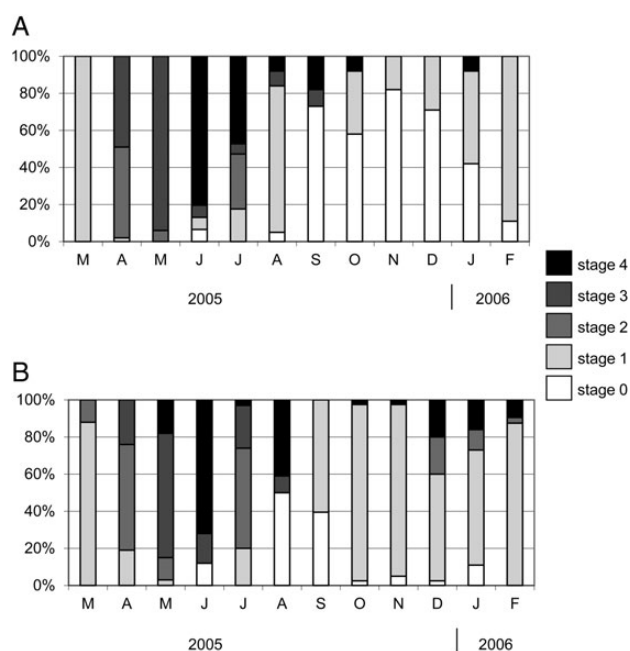 A
100%
80%
60%
40%
20%
0%
M A M J J A S O N D J F
2005 2006
stage 4
stage 3
stage 2
stage 1
stage 0
B
100%
80%
60%
40%
20%
0%
M A M J J A S O N D J F
2005 2006